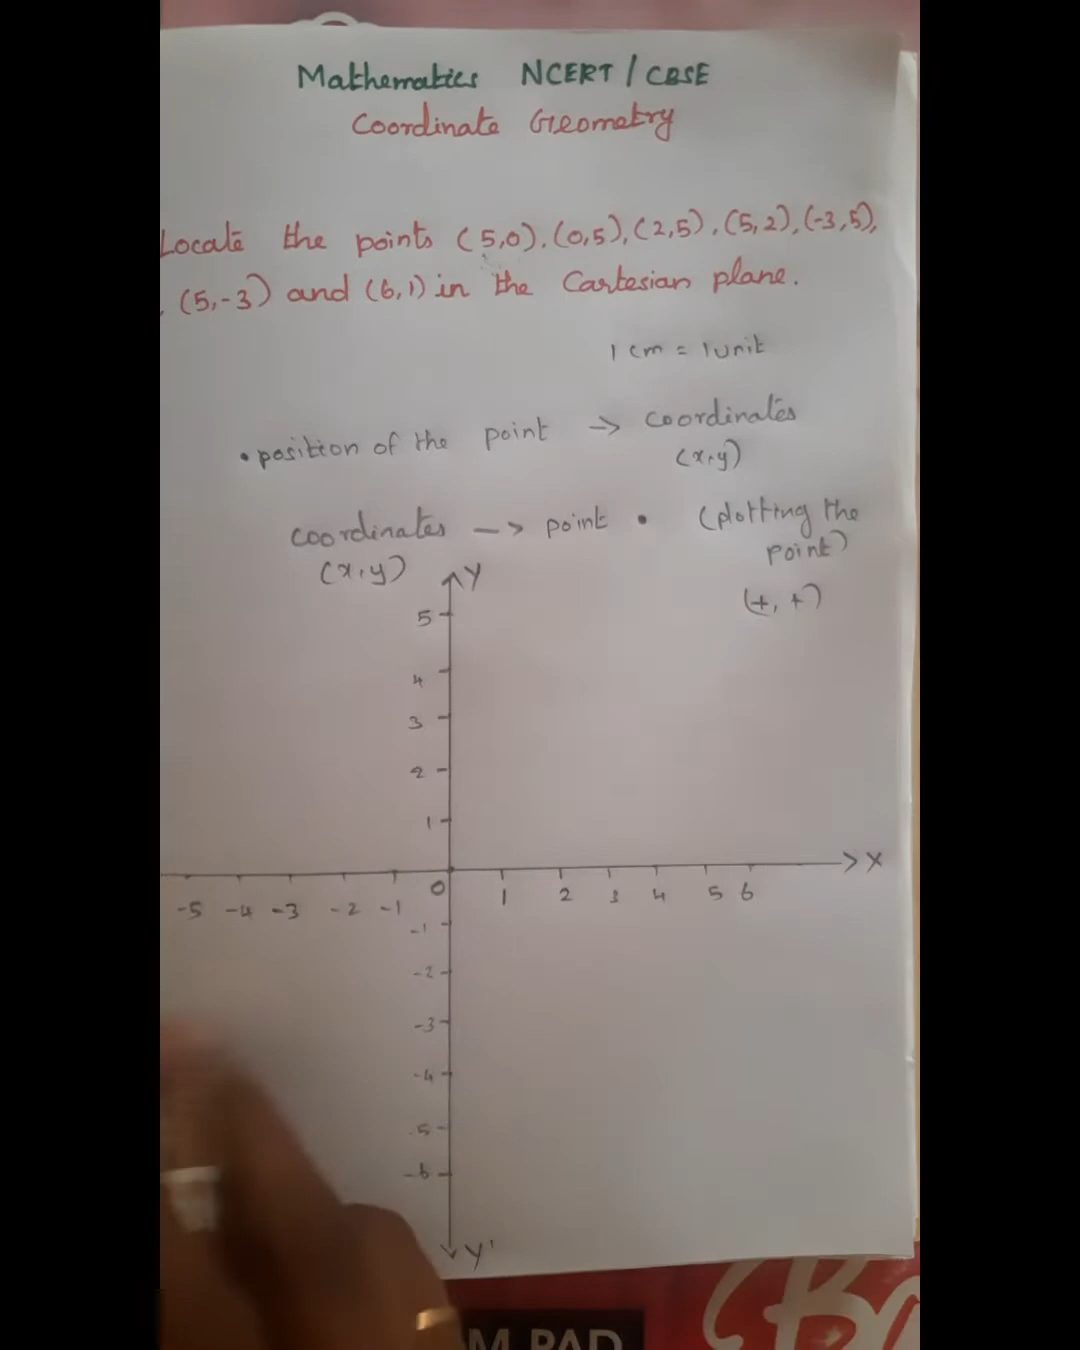 Mathematics NCERT / CBSE
Coordinate Geometry
Locate the points (5,0), (0,5), (2,5), (5,2), (-3,5),
(5,-3) and (6,1) in the Cartesian plane.
1 cm = 1 unit
• position of the point → coordinates
(x,y)
coordinates --> point • (plotting the
point)
(x,y)
(+, +)
Y
5
4
3
2
1
X
0
-5 -4 -3 -2 -1 1 2 3 4 5 6
-1
-2
-3
-4
-5
-6
Y'
M PAD